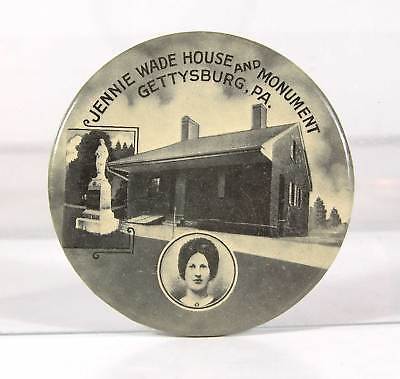 JENNIE WADE HOUSE AND MONUMENT
GETTYSBURG, PA.